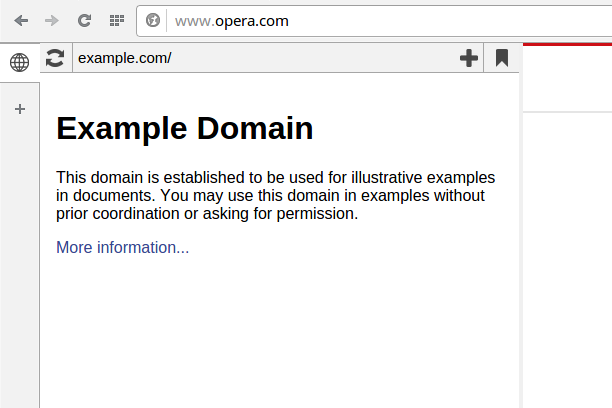 www.opera.com
example.com/
Example Domain
This domain is established to be used for illustrative examples
in documents. You may use this domain in examples without
prior coordination or asking for permission.
More information...